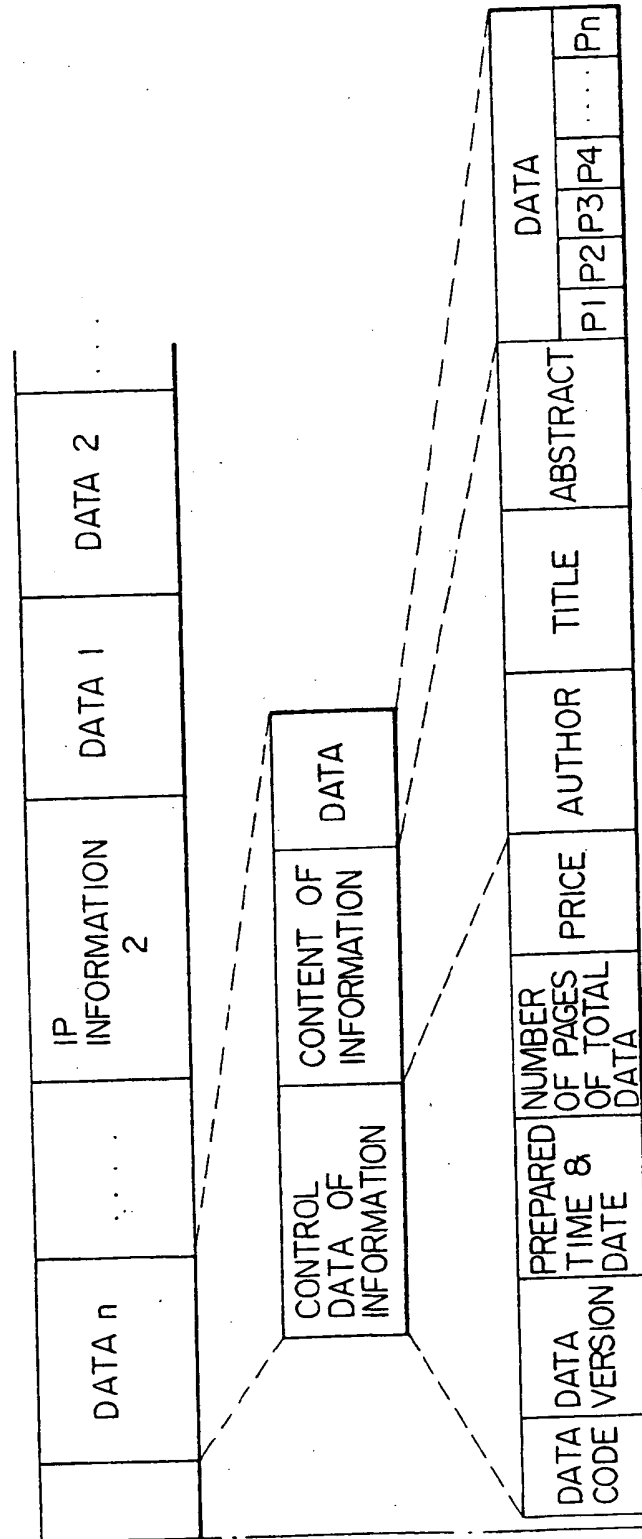 DATA n
. . . .
IP
INFORMATION
2
DATA 1
DATA 2
. . .
CONTROL
DATA OF
INFORMATION
CONTENT OF
INFORMATION
DATA
DATA
CODE
DATA
VERSION
PREPARED
TIME &
DATE
NUMBER
OF PAGES
OF TOTAL
DATA
PRICE
AUTHOR
TITLE
ABSTRACT
DATA
P1 P2 P3 P4 ..... Pn